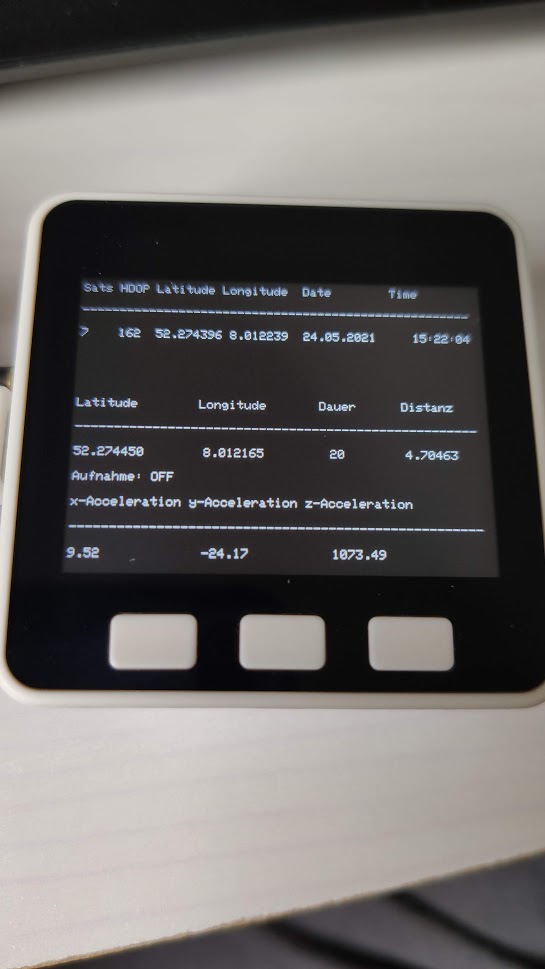 Sats HDOP Latitude Longitude Date Time
7 162 52.274396 8.012239 24.05.2021 15:22:04
Latitude Longitude Dauer Distanz
52.274450 8.012165 20 4.70463
Aufnahme: OFF
x-Acceleration y-Acceleration z-Acceleration
9.52 -24.17 1073.49